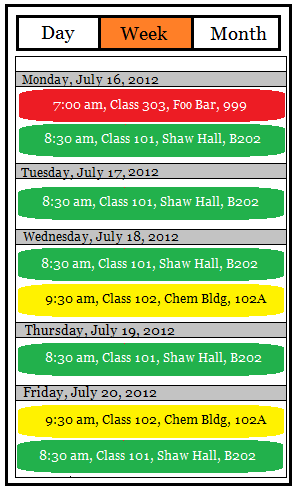 Day Week Month
Monday, July 16, 2012
7:00 am, Class 303, Foo Bar, 999
8:30 am, Class 101, Shaw Hall, B202
Tuesday, July 17, 2012
8:30 am, Class 101, Shaw Hall, B202
Wednesday, July 18, 2012
8:30 am, Class 101, Shaw Hall, B202
9:30 am, Class 102, Chem Bldg, 102A
Thursday, July 19, 2012
8:30 am, Class 101, Shaw Hall, B202
Friday, July 20, 2012
9:30 am, Class 102, Chem Bldg, 102A
8:30 am, Class 101, Shaw Hall, B202